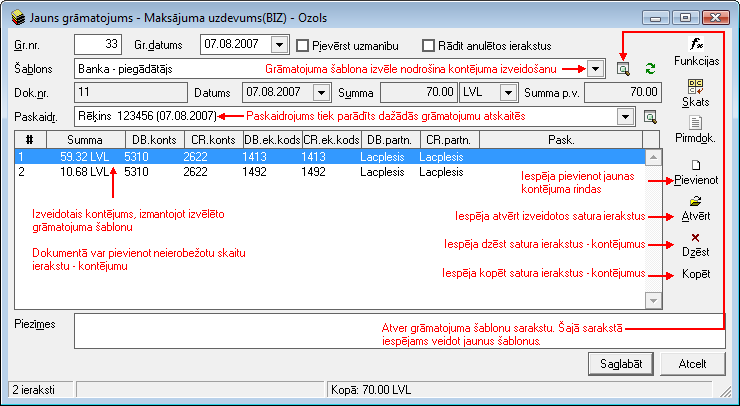 Jauns grāmatojums - Maksājuma uzdevums(BIZ) - Ozols
Gr.nr. 33 Gr.datums 07.08.2007 Pievērst uzmanību Rādīt anulētos ierakstus
Šablons Banka - piegādātājs Grāmatojuma šablona izvēle nodrošina kontējuma izveidošanu
Dok.nr. 11 Datums 07.08.2007 Summa 70.00 LVL Summa p.v. 70.00
Paskaidr. Rēķins 123456 (07.08.2007) Paskaidrojums tiek parādīts dažādās grāmatojumu atskaitēs
Funkcijas
Skats
Pirmdok.
Pievienot
Atvērt
Dzēst
Kopēt
# Summa DB.konts CR.konts DB.ek.kods CR.ek.kods DB.partn. CR.partn. Pask.
1 59.32 LVL 5310 2622 1413 1413 Lacplesis Lacplesis
2 10.68 LVL 5310 2622 1492 1492 Lacplesis Lacplesis
Iespēja pievienot jaunas
kontējuma rindas
Izveidotais kontējums, izmantojot izvēlēto
grāmatojuma šablonu
Iespēja atvērt izveidotos satura ierakstus
Dokumentā var pievienot neierobežotu skaitu
ierakstu - kontējumu
Iespēja dzēst satura ierakstus - kontējumus
Iespēja kopēt satura ierakstus - kontējumus
Piezīmes
Atver grāmatojuma šablonu sarakstu. Šajā sarakstā
iespējams veidot jaunus šablonus.
Saglabāt Atcelt
2 ieraksti Kopā: 70.00 LVL